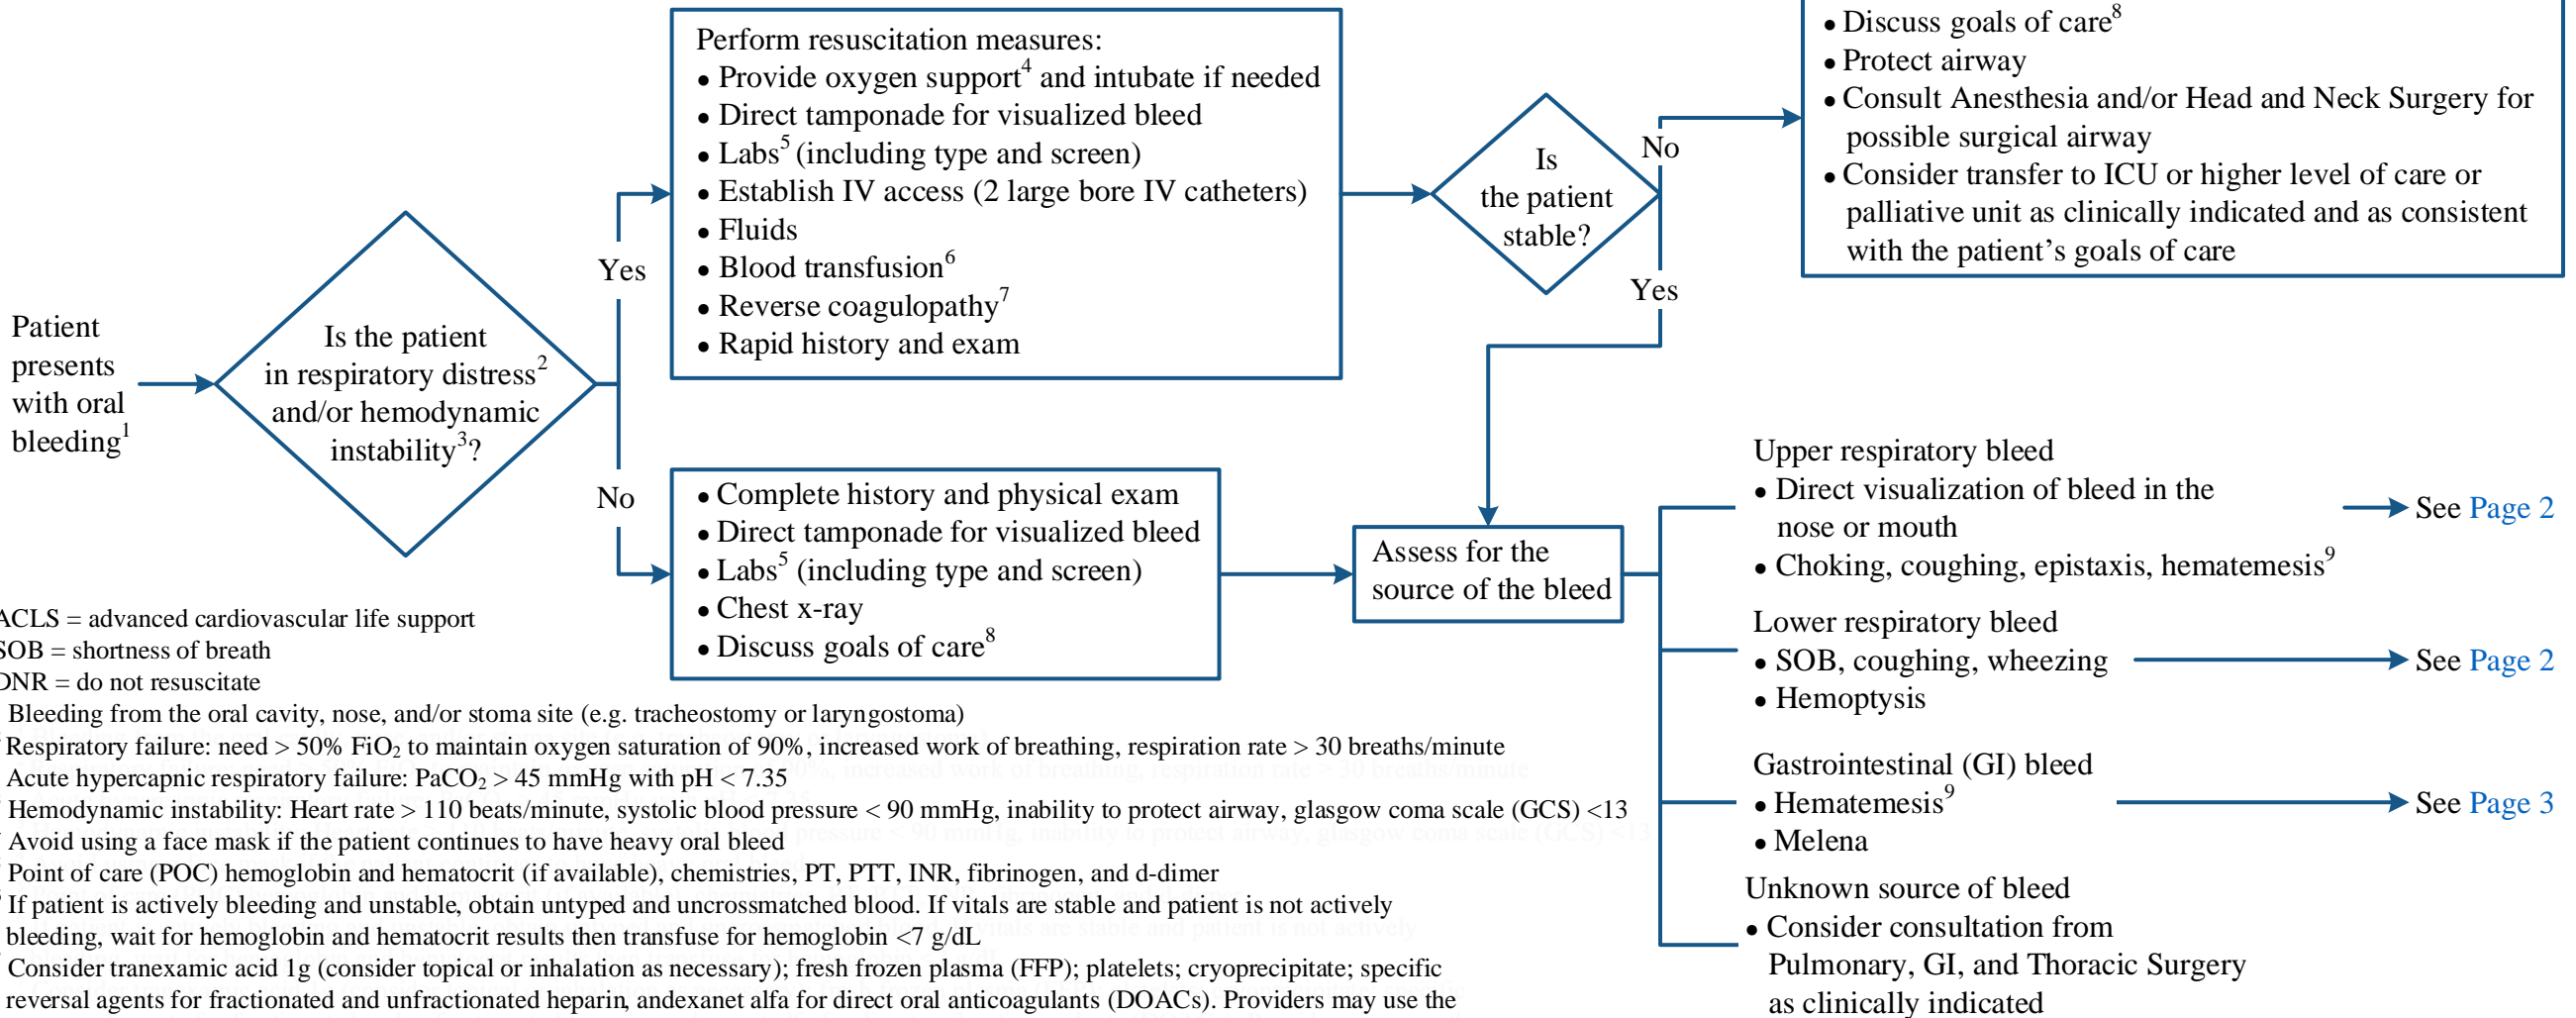 Patient
presents
with oral
bleeding1
Is the patient
in respiratory distress2
and/or hemodynamic
instability3?
Yes
No
Perform resuscitation measures:
• Provide oxygen support4 and intubate if needed
• Direct tamponade for visualized bleed
• Labs5 (including type and screen)
• Establish IV access (2 large bore IV catheters)
• Fluids
• Blood transfusion6
• Reverse coagulopathy7
• Rapid history and exam
Is
the patient
stable?
No
Yes
• Discuss goals of care8
• Protect airway
• Consult Anesthesia and/or Head and Neck Surgery for
possible surgical airway
• Consider transfer to ICU or higher level of care or
palliative unit as clinically indicated and as consistent
with the patient's goals of care
• Complete history and physical exam
• Direct tamponade for visualized bleed
• Labs5 (including type and screen)
• Chest x-ray
• Discuss goals of care8
Assess for the
source of the bleed
Upper respiratory bleed
• Direct visualization of bleed in the
nose or mouth
• Choking, coughing, epistaxis, hematemesis9
See Page 2
Lower respiratory bleed
• SOB, coughing, wheezing
• Hemoptysis
See Page 2
Gastrointestinal (GI) bleed
• Hematemesis9
• Melena
See Page 3
Unknown source of bleed
• Consider consultation from
Pulmonary, GI, and Thoracic Surgery
as clinically indicated
ACLS = advanced cardiovascular life support
SOB = shortness of breath
DNR = do not resuscitate
Bleeding from the oral cavity, nose, and/or stoma site (e.g. tracheostomy or laryngostoma)
Respiratory failure: need > 50% FiO2 to maintain oxygen saturation of 90%, increased work of breathing, respiration rate > 30 breaths/minute
Acute hypercapnic respiratory failure: PaCO2 > 45 mmHg with pH < 7.35
Hemodynamic instability: Heart rate > 110 beats/minute, systolic blood pressure < 90 mmHg, inability to protect airway, glasgow coma scale (GCS) <13
Avoid using a face mask if the patient continues to have heavy oral bleed
Point of care (POC) hemoglobin and hematocrit (if available), chemistries, PT, PTT, INR, fibrinogen, and d-dimer
If patient is actively bleeding and unstable, obtain untyped and uncrossmatched blood. If vitals are stable and patient is not actively
bleeding, wait for hemoglobin and hematocrit results then transfuse for hemoglobin <7 g/dL
Consider tranexamic acid 1g (consider topical or inhalation as necessary); fresh frozen plasma (FFP); platelets; cryoprecipitate; specific
reversal agents for fractionated and unfractionated heparin, andexanet alfa for direct oral anticoagulants (DOACs). Providers may use the